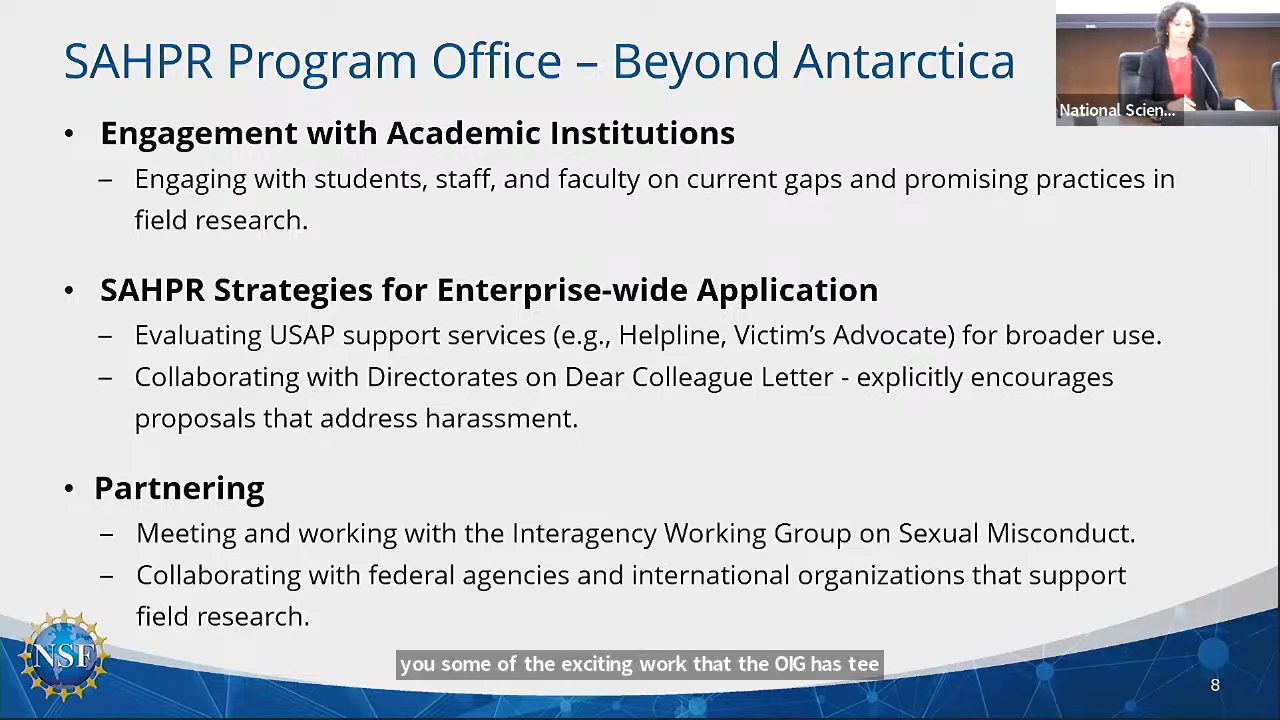 SAHPR Program Office – Beyond Antarctica
National Scien...
• Engagement with Academic Institutions
– Engaging with students, staff, and faculty on current gaps and promising practices in
field research.
• SAHPR Strategies for Enterprise-wide Application
– Evaluating USAP support services (e.g., Helpline, Victim’s Advocate) for broader use.
– Collaborating with Directorates on Dear Colleague Letter - explicitly encourages
proposals that address harassment.
• Partnering
– Meeting and working with the Interagency Working Group on Sexual Misconduct.
– Collaborating with federal agencies and international organizations that support
field research.
NSF
you some of the exciting work that the OIG has tee
8